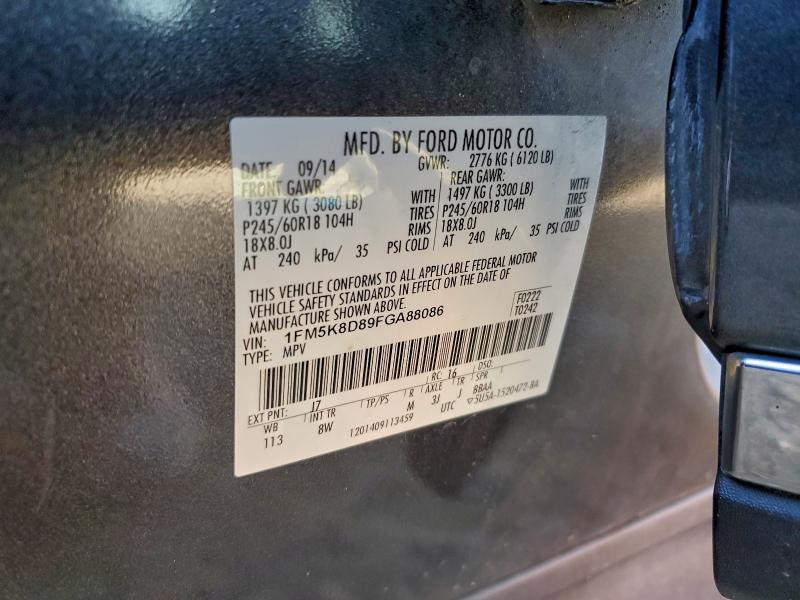 MFD. BY FORD MOTOR CO.
DATE: 09/14 GVWR: 2776 KG ( 6120 LB)
FRONT GAWR: REAR GAWR:
1397 KG ( 3080 LB) WITH 1497 KG ( 3300 LB) WITH
P245/60R18 104H TIRES P245/60R18 104H TIRES
18X8.0J RIMS 18X8.0J RIMS
AT 240 kPa/ 35 PSI COLD AT 240 kPa/ 35 PSI COLD
THIS VEHICLE CONFORMS TO ALL APPLICABLE FEDERAL MOTOR
VEHICLE SAFETY STANDARDS IN EFFECT ON THE DATE OF
MANUFACTURE SHOWN ABOVE.
F0222
T0242
VIN: 1FM5K8D89FGA88086
TYPE: MPV
EXT PNT: J7 RC: 16 DSO:
WB INT TR TP/PS R AXLE TR SPR
113 8W M 3J J BBAA
1201409113459 UTC ▽5U5A-1520472-BA